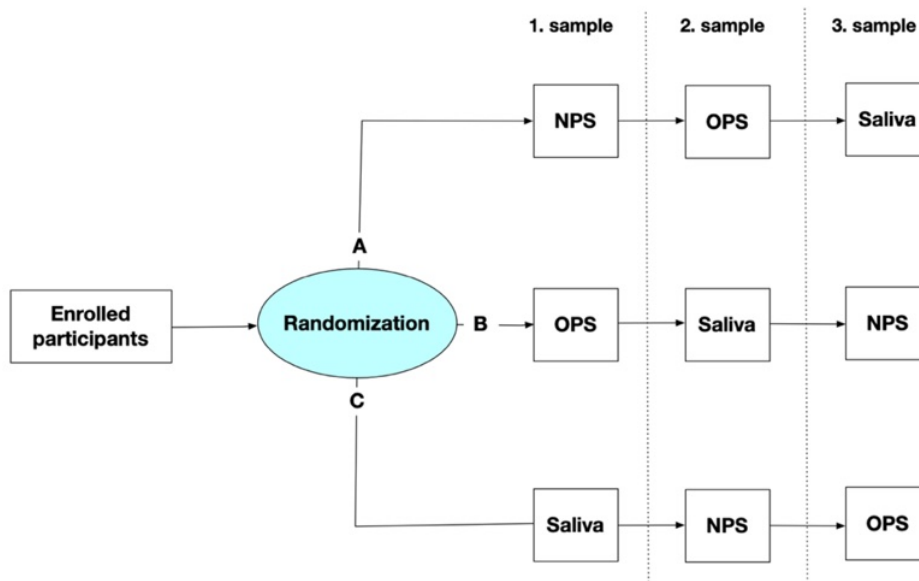 1. sample 2. sample 3. sample
NPS OPS Saliva
A
Enrolled
participants
Randomization B OPS Saliva NPS
C
Saliva NPS OPS